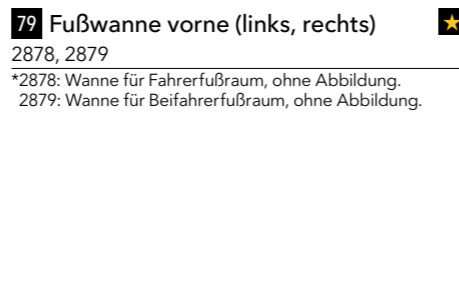 79 Fußwanne vorne (links, rechts)
2878, 2879
*2878: Wanne für Fahrerfußraum, ohne Abbildung.
2879: Wanne für Beifahrerfußraum, ohne Abbildung.